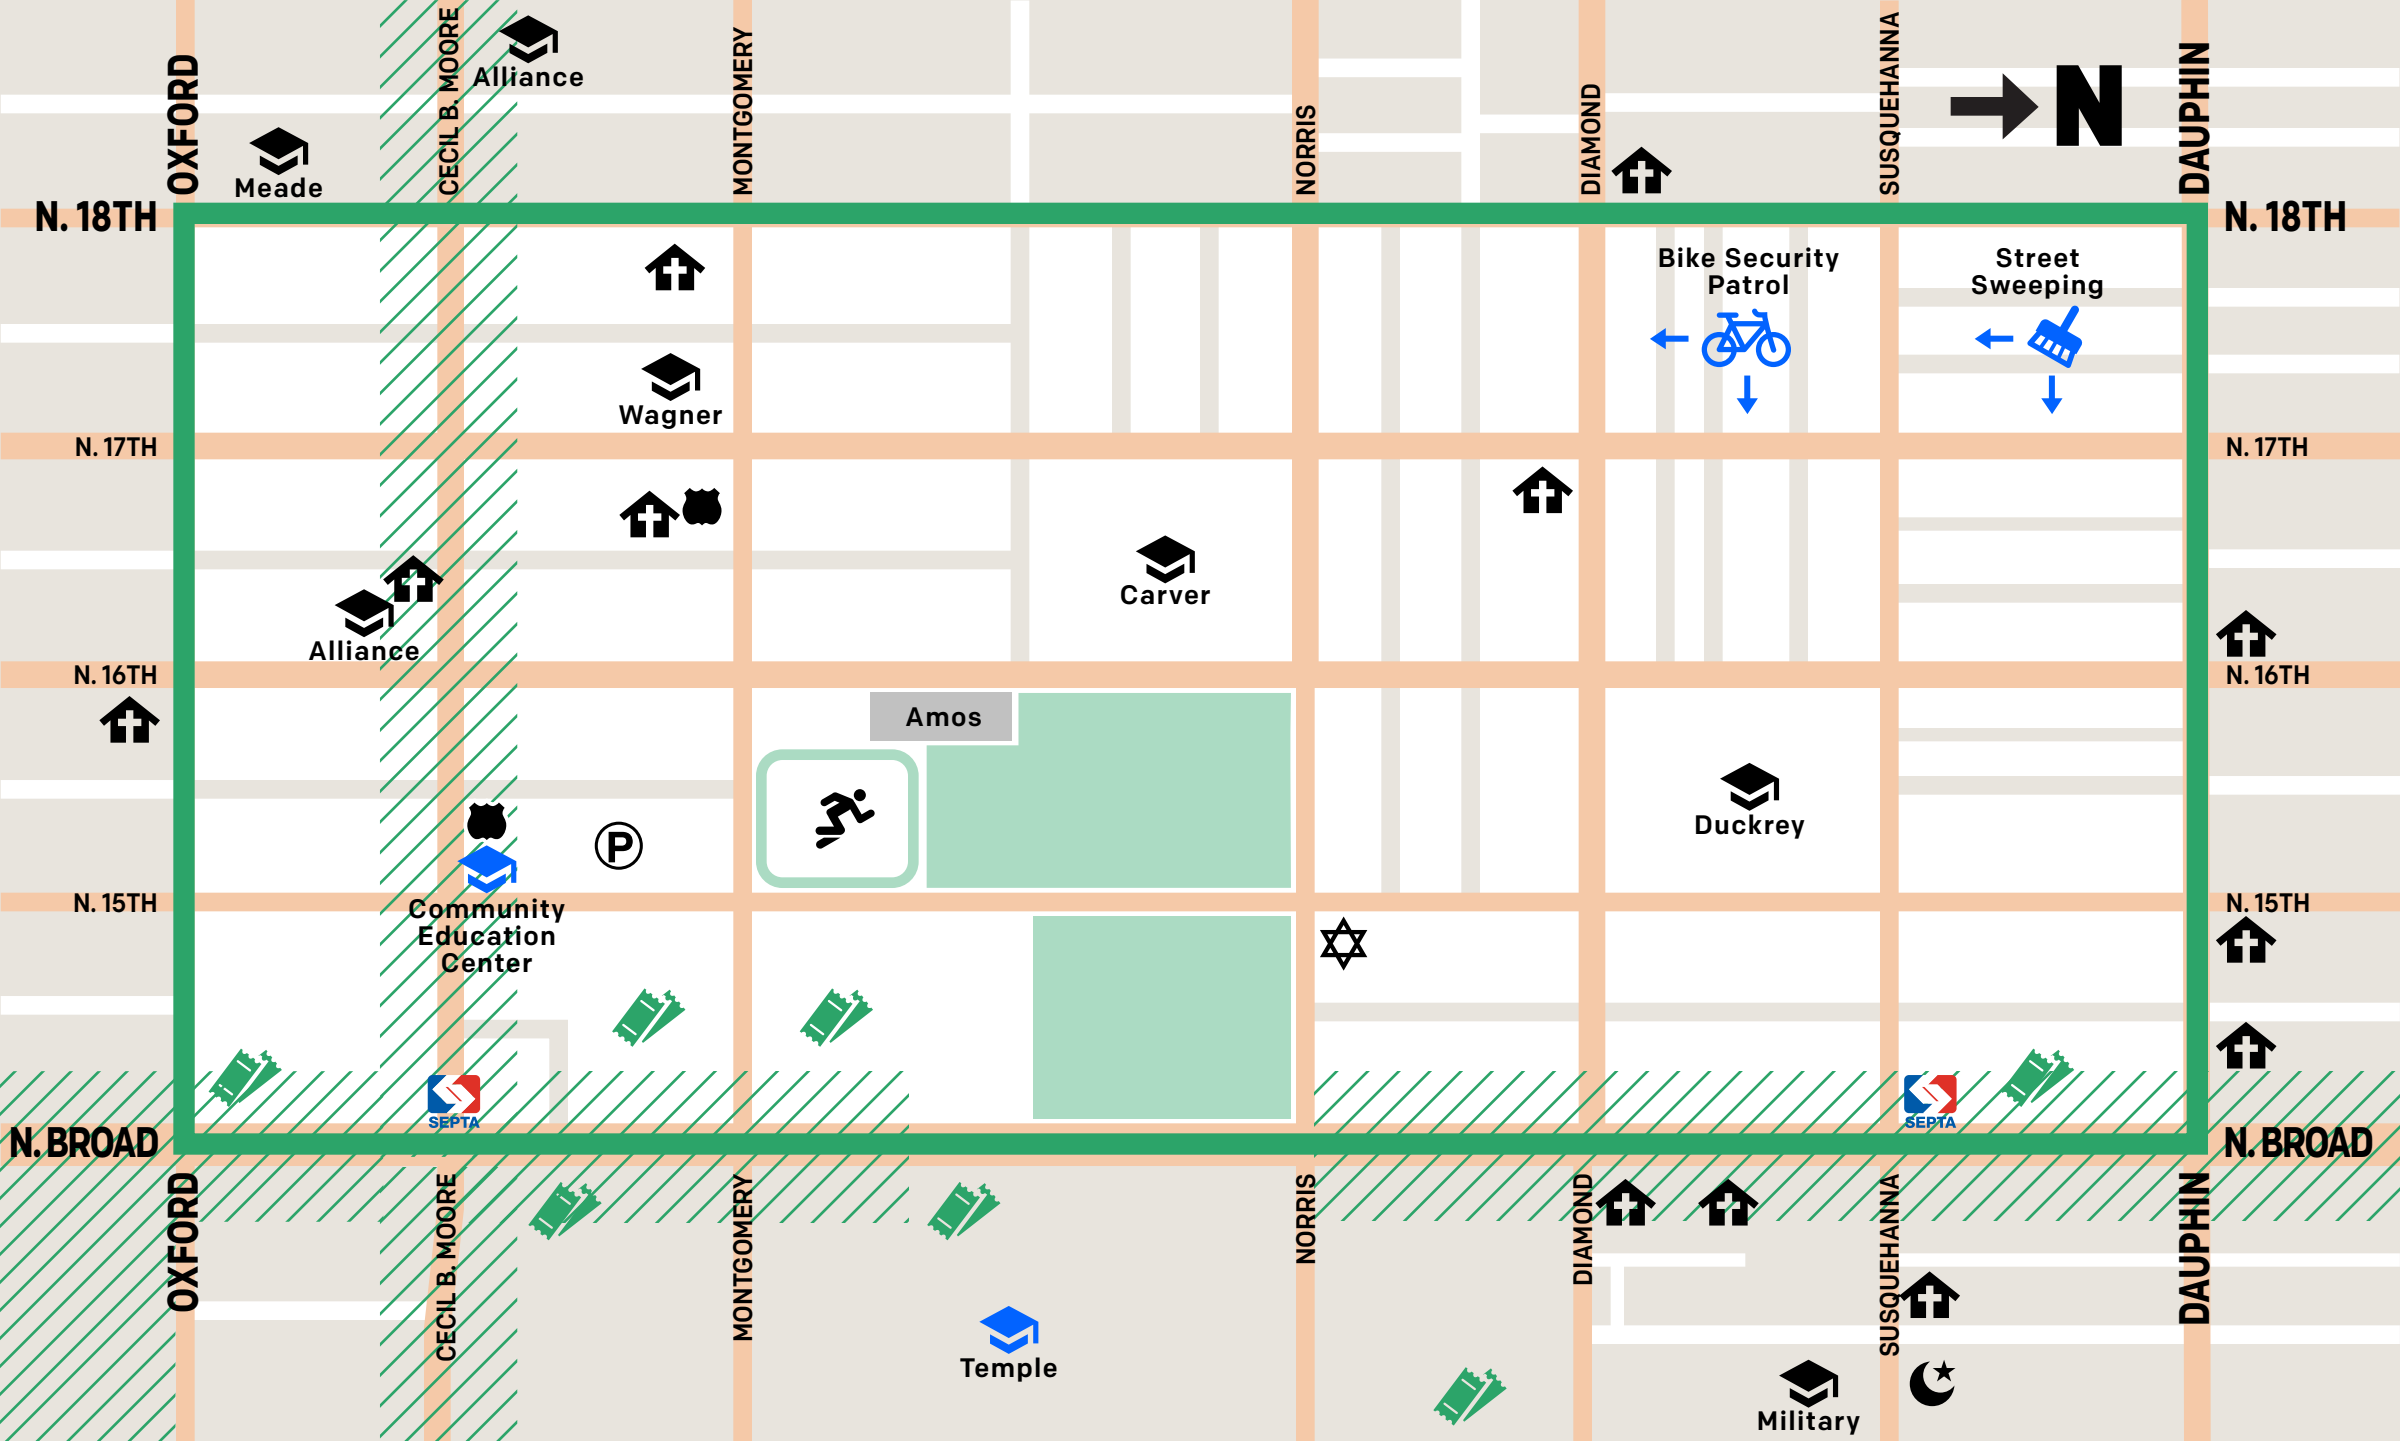 OXFORD
CECIL B. MOORE
MONTGOMERY
NORRIS
DIAMOND
SUSQUEHANNA
DAUPHIN
Alliance
N
Meade
N. 18TH
N. 18TH
Bike Security
Patrol
Street
Sweeping
Wagner
N. 17TH
N. 17TH
Carver
Alliance
N. 16TH
N. 16TH
Amos
Duckrey
P
N. 15TH
N. 15TH
Community
Education
Center
SEPTA
SEPTA
N. BROAD
N. BROAD
OXFORD
CECIL B. MOORE
MONTGOMERY
NORRIS
DIAMOND
SUSQUEHANNA
DAUPHIN
Temple
Military